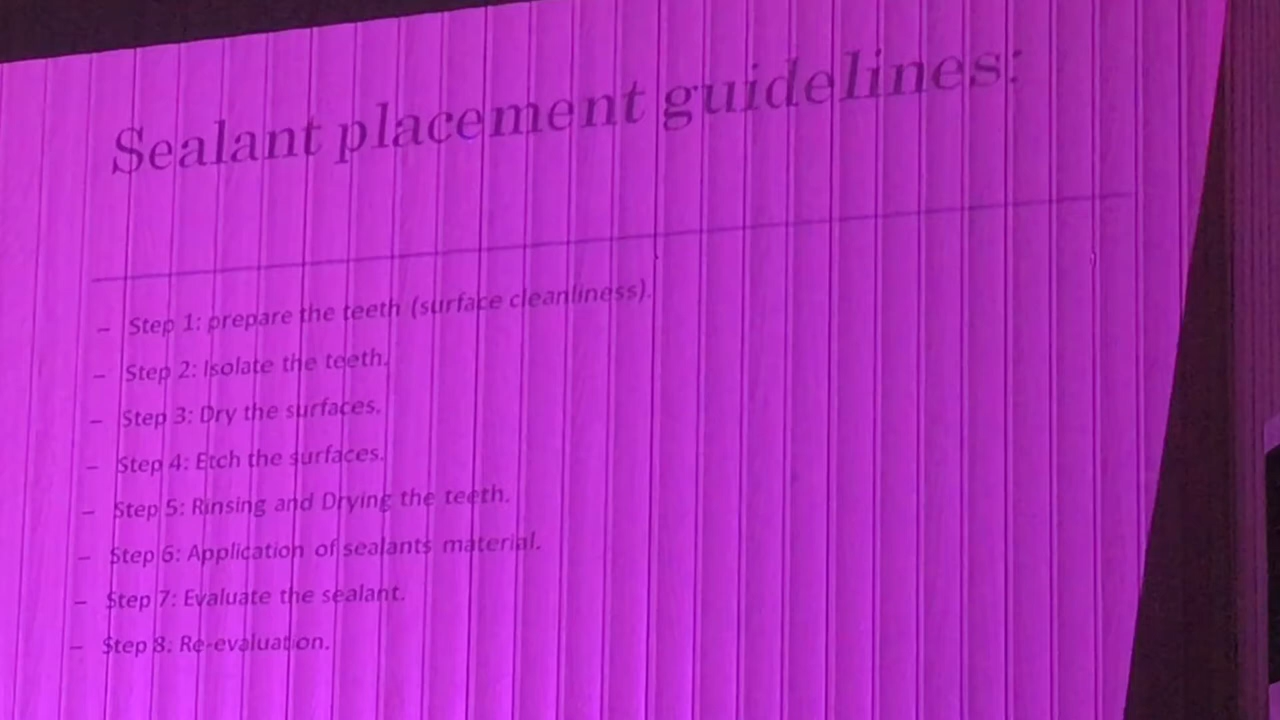 Sealant placement guidelines:
– Step 1: prepare the teeth (surface cleanliness).
– Step 2: Isolate the teeth.
– Step 3: Dry the surfaces.
– Step 4: Etch the surfaces.
– Step 5: Rinsing and Drying the teeth.
– Step 6: Application of sealants material.
– Step 7: Evaluate the sealant.
– Step 8: Re-evaluation.